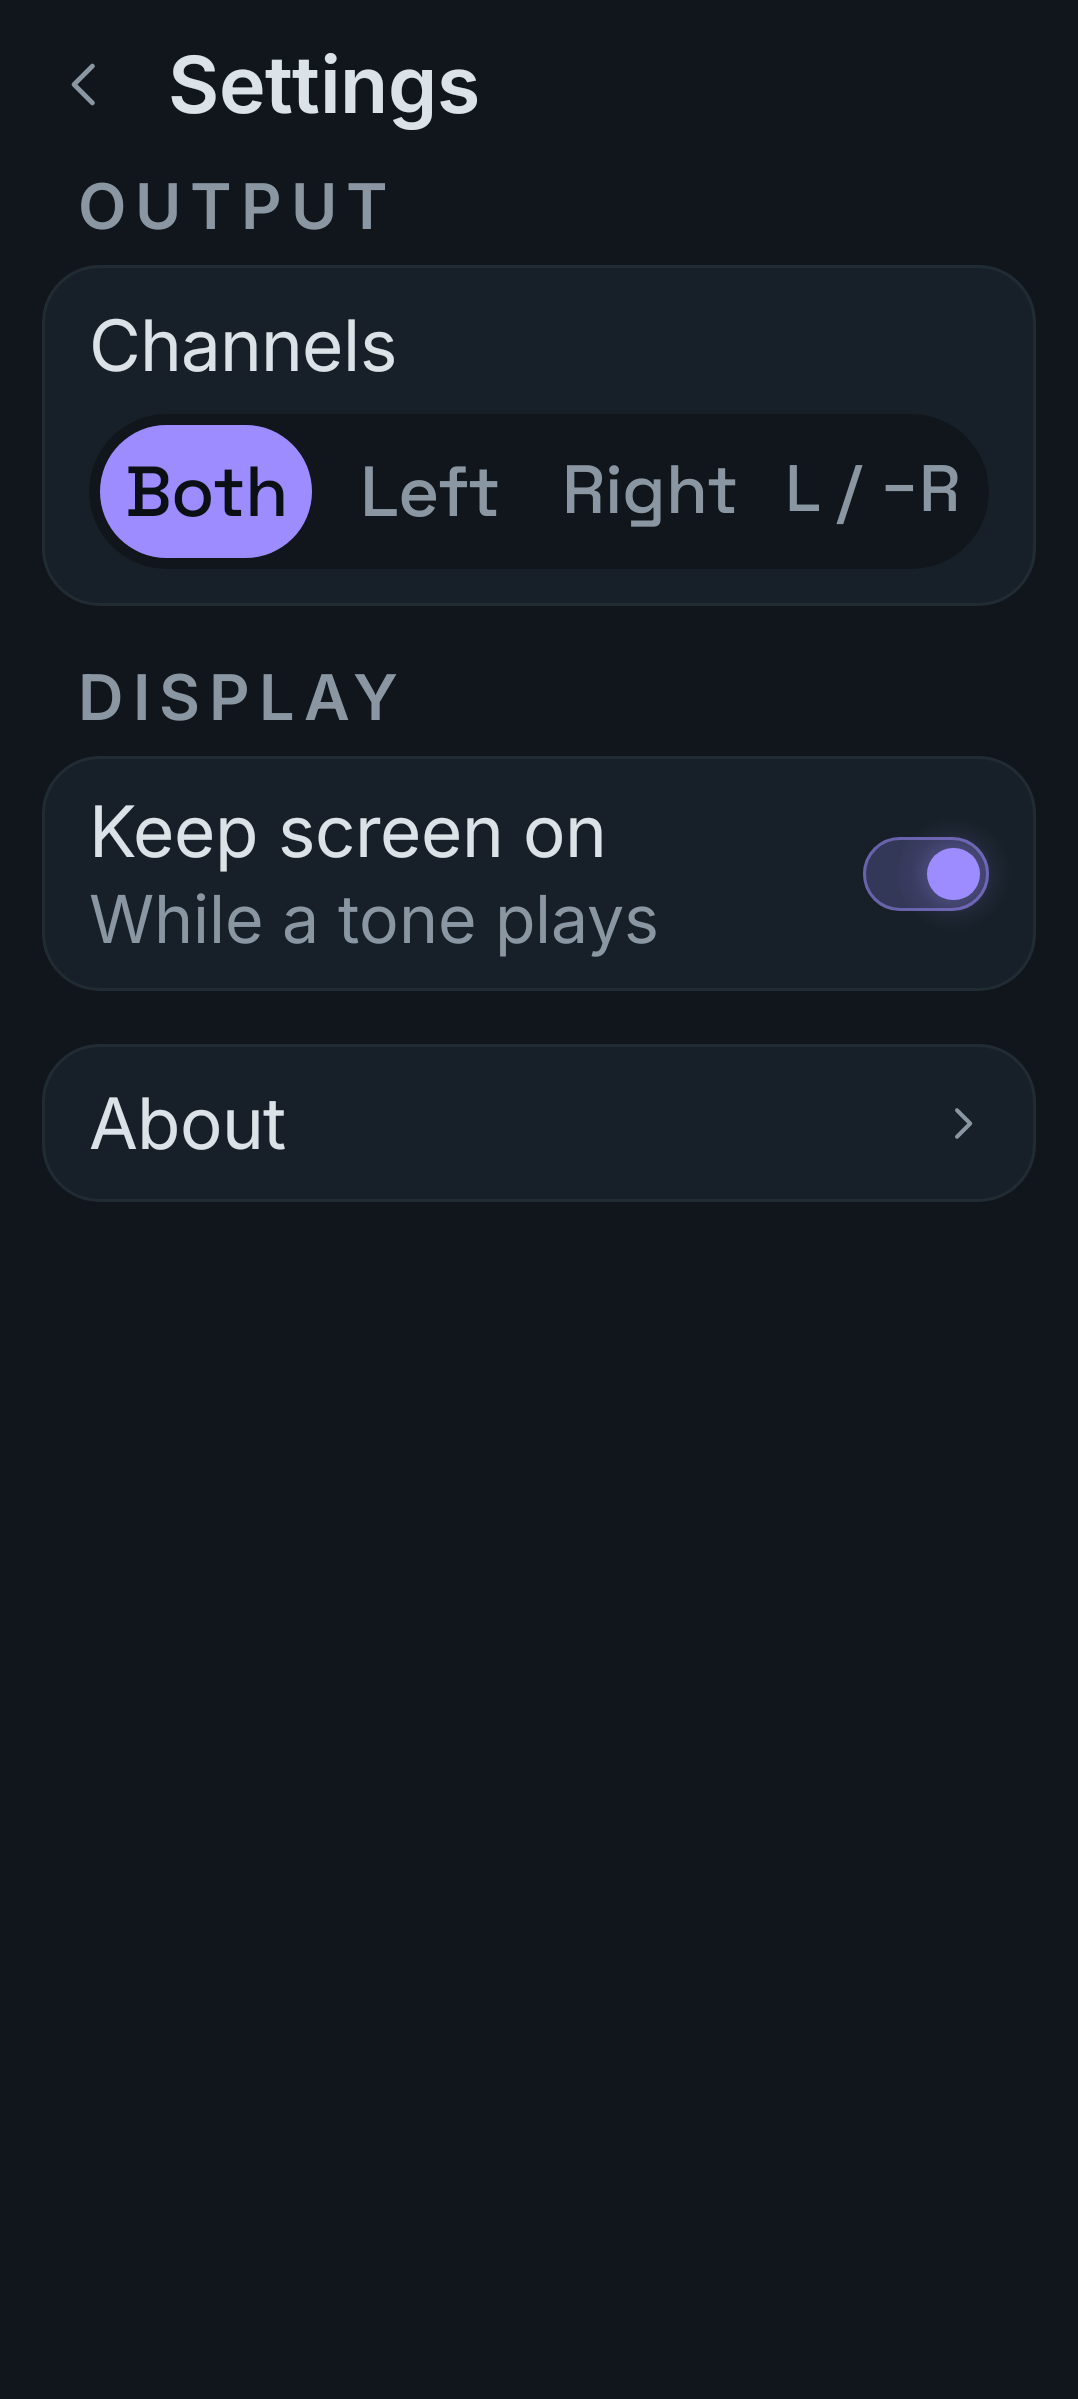 Settings
OUTPUT
Channels
Both Left Right L / −R
DISPLAY
Keep screen on
While a tone plays
About